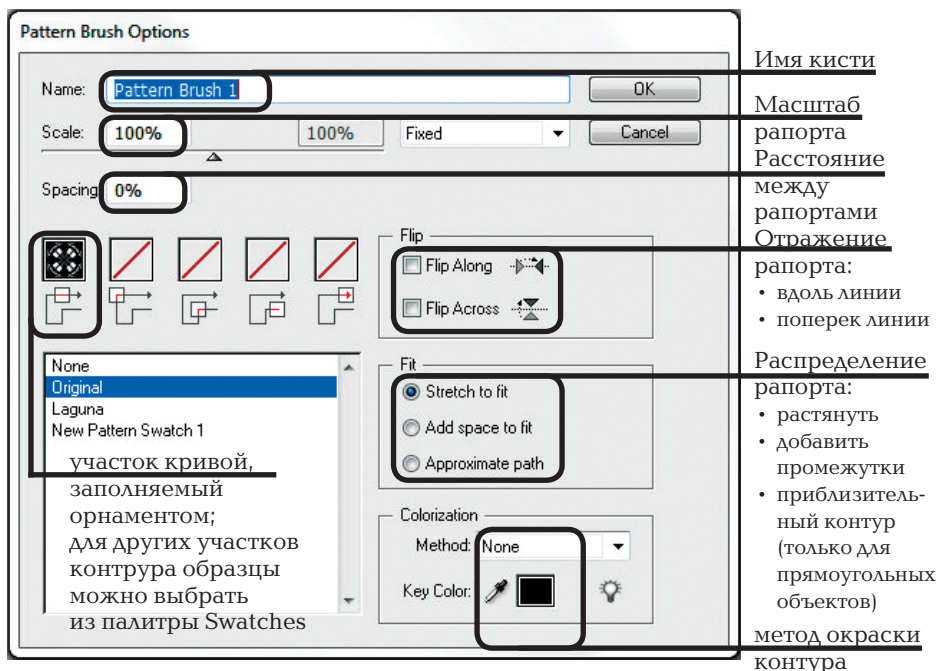 Pattern Brush Options
Name: Pattern Brush 1 OK
Scale: 100% 100% Fixed Cancel
Spacing 0%
Flip
Flip Along
Flip Across
None
Original
Laguna
New Pattern Swatch 1
участок кривой,
заполняемый
орнаментом;
для других участков
контрура образцы
можно выбрать
из палитры Swatches
Fit
Stretch to fit
Add space to fit
Approximate path
Colorization
Method: None
Key Color:
Имя кисти
Масштаб
рапорта
Расстояние
между
рапортами
Отражение
рапорта:
• вдоль линии
• поперек линии
Распределение
рапорта:
• растянуть
• добавить
промежутки
• приблизитель-
ный контур
(только для
прямоугольных
объектов)
метод окраски
контура